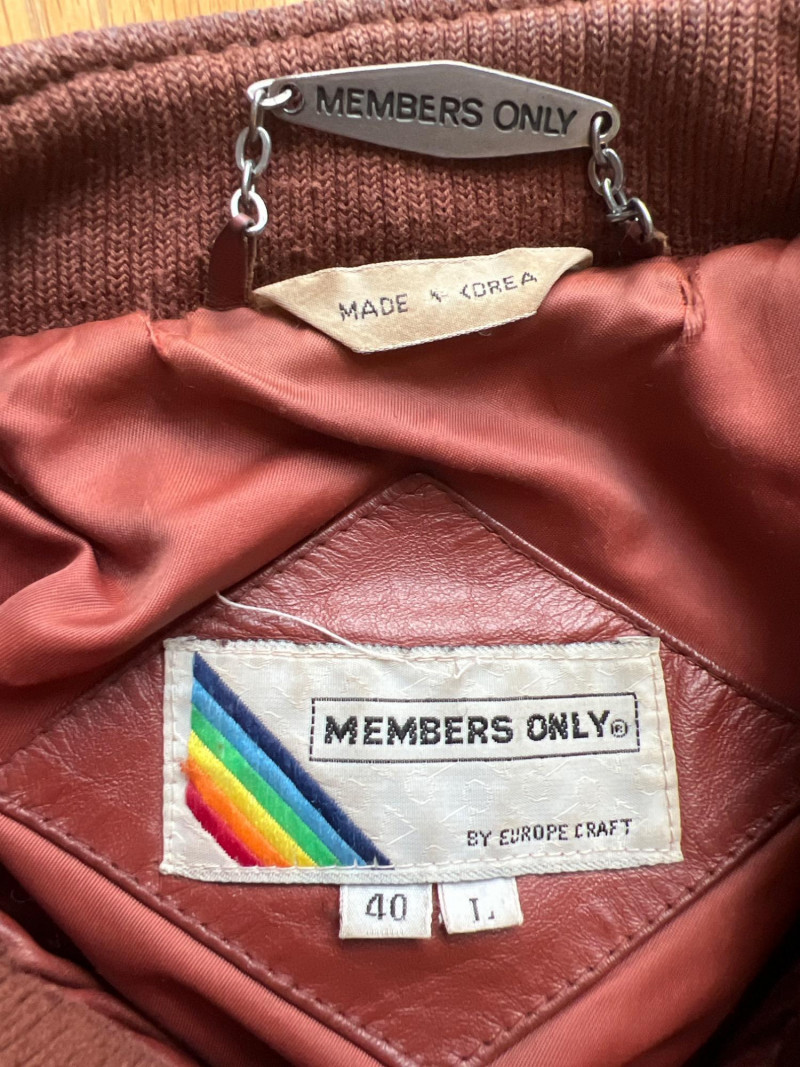 MEMBERS ONLY
MADE IN KOREA
MEMBERS ONLY®
BY EUROPE CRAFT
40 L